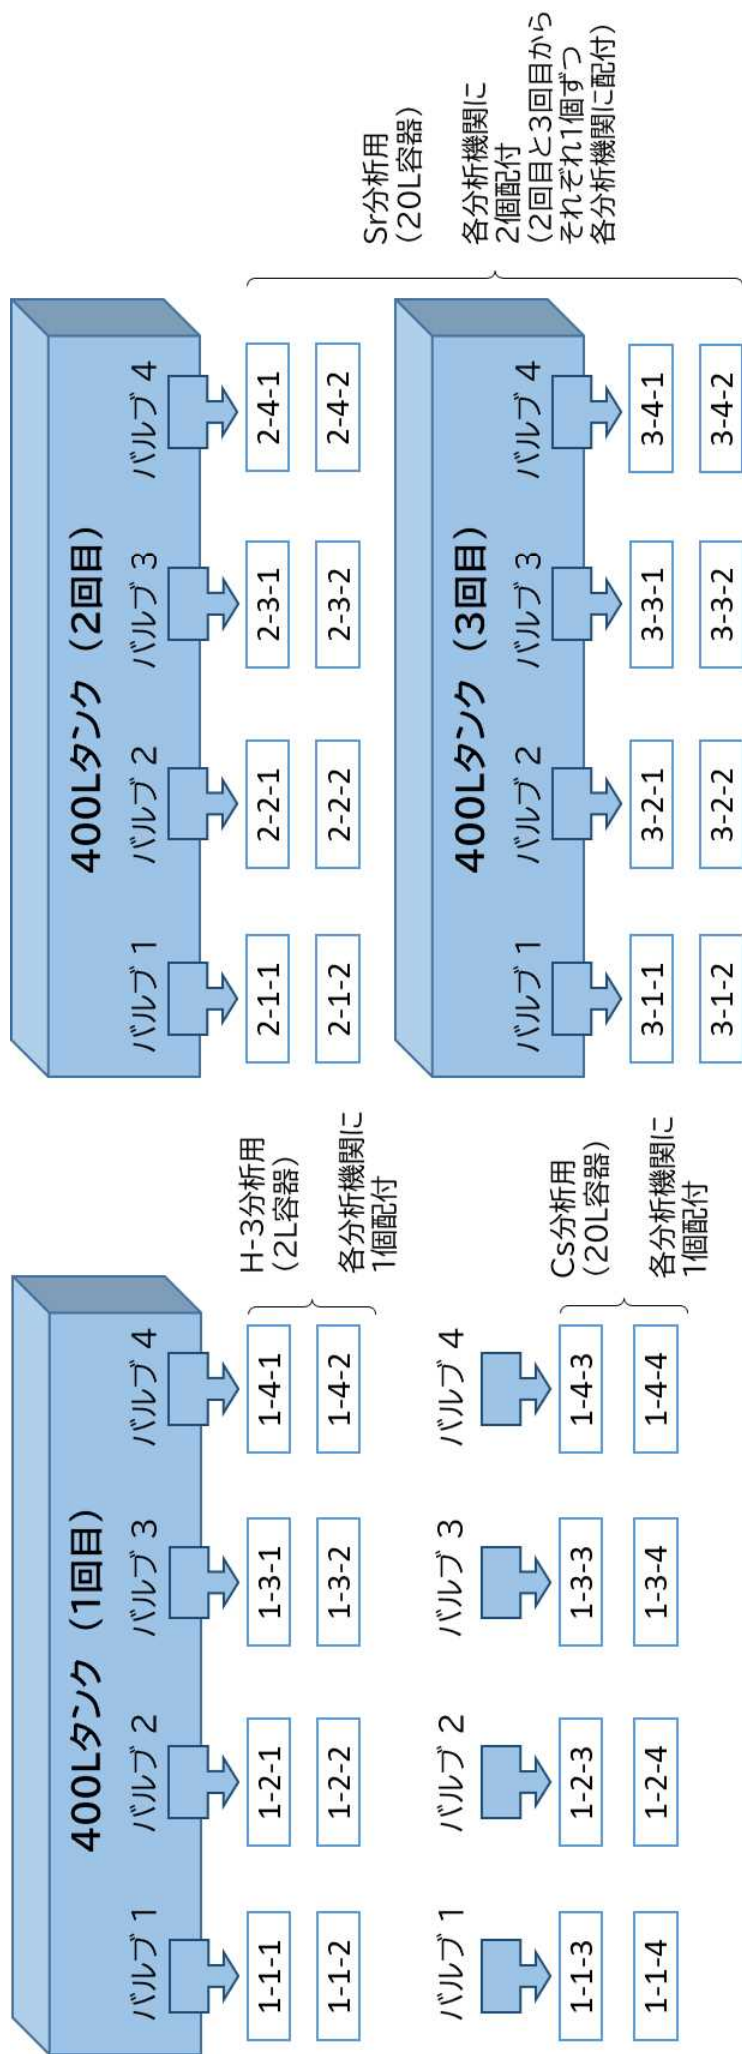 400Lタンク（1回目）
バルブ 1 バルブ 2 バルブ 3 バルブ 4
1-1-1 1-2-1 1-3-1 1-4-1
1-1-2 1-2-2 1-3-2 1-4-2
H-3分析用
（2L容器）
各分析機関に
1個配付
バルブ 1 バルブ 2 バルブ 3 バルブ 4
1-1-3 1-2-3 1-3-3 1-4-3
1-1-4 1-2-4 1-3-4 1-4-4
Cs分析用
（20L容器）
各分析機関に
1個配付
400Lタンク（2回目）
バルブ 1 バルブ 2 バルブ 3 バルブ 4
2-1-1 2-2-1 2-3-1 2-4-1
2-1-2 2-2-2 2-3-2 2-4-2
400Lタンク（3回目）
バルブ 1 バルブ 2 バルブ 3 バルブ 4
3-1-1 3-2-1 3-3-1 3-4-1
3-1-2 3-2-2 3-3-2 3-4-2
Sr分析用
（20L容器）
各分析機関に
2個配付
（2回目と3回目から
それぞれ1個ずつ
各分析機関に配付）